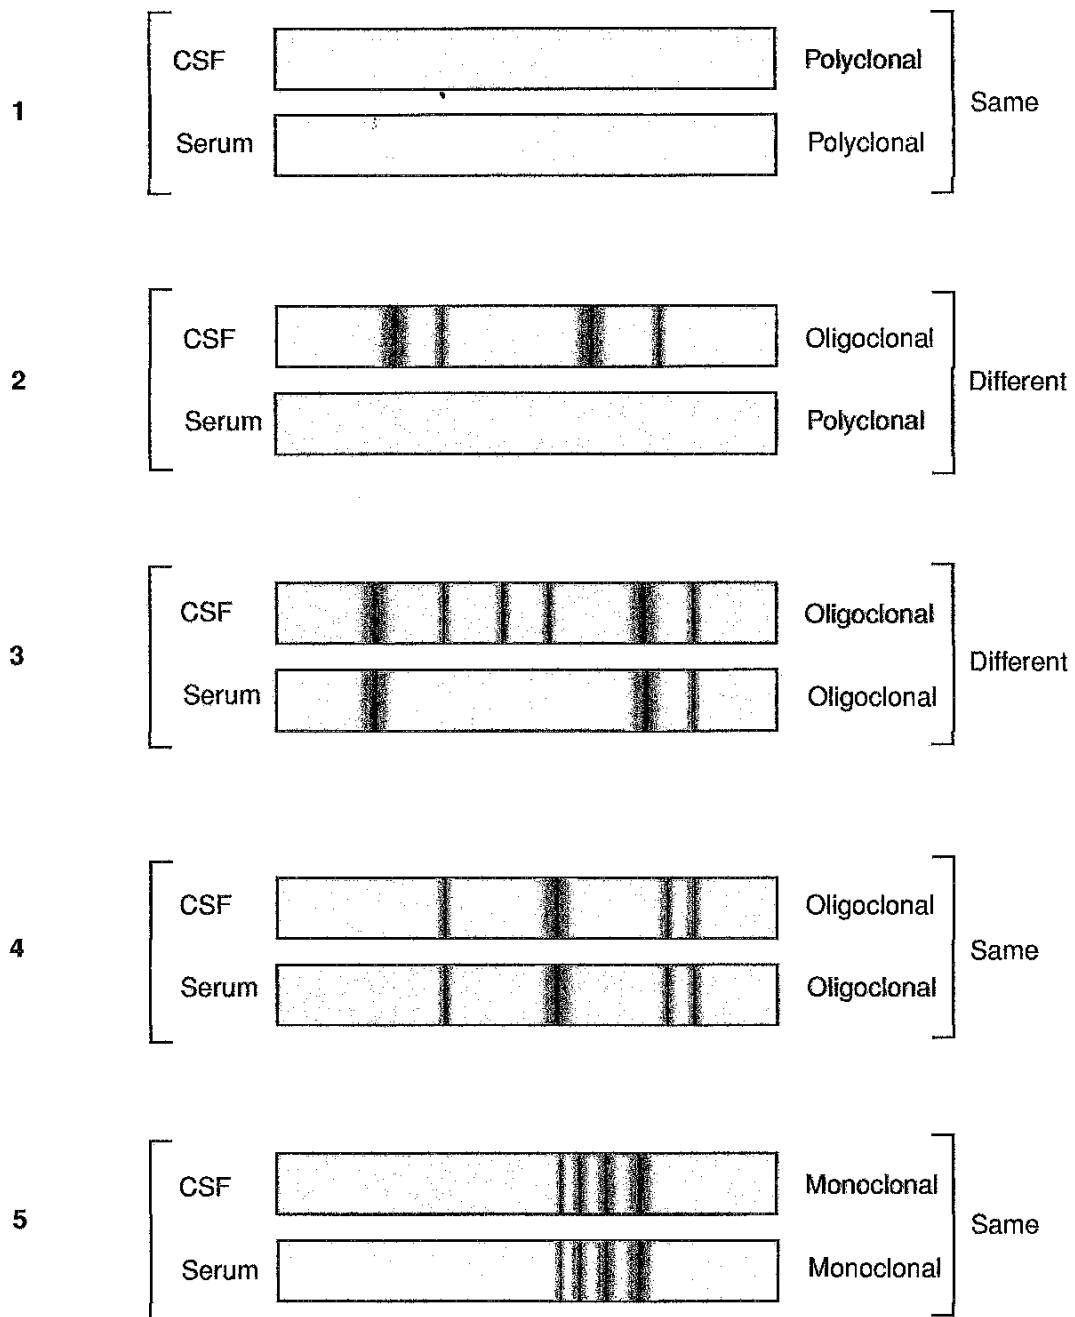 1
CSF
Polyclonal
Serum
Polyclonal
Same
2
CSF
Oligoclonal
Serum
Polyclonal
Different
3
CSF
Oligoclonal
Serum
Oligoclonal
Different
4
CSF
Oligoclonal
Serum
Oligoclonal
Same
5
CSF
Monoclonal
Serum
Monoclonal
Same